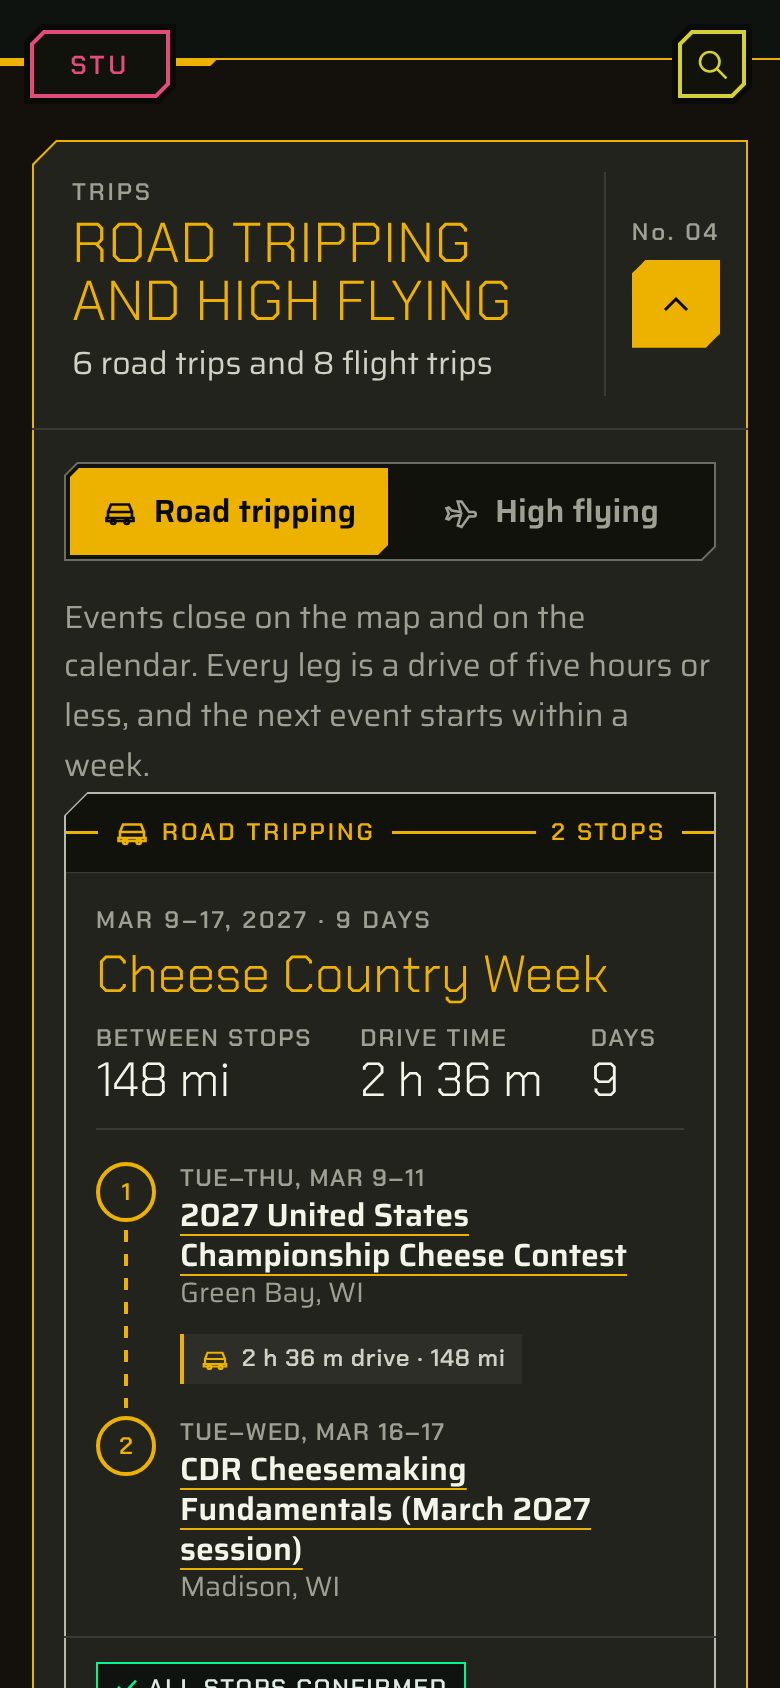 STU
TRIPS
ROAD TRIPPING
AND HIGH FLYING
6 road trips and 8 flight trips
No. 04
Road tripping
High flying
Events close on the map and on the
calendar. Every leg is a drive of five hours or
less, and the next event starts within a
week.
ROAD TRIPPING
2 STOPS
MAR 9–17, 2027 · 9 DAYS
Cheese Country Week
BETWEEN STOPS
148 mi
DRIVE TIME
2 h 36 m
DAYS
9
1
TUE–THU, MAR 9–11
2027 United States
Championship Cheese Contest
Green Bay, WI
2 h 36 m drive · 148 mi
2
TUE–WED, MAR 16–17
CDR Cheesemaking
Fundamentals (March 2027
session)
Madison, WI
ALL STOPS CONFIRMED